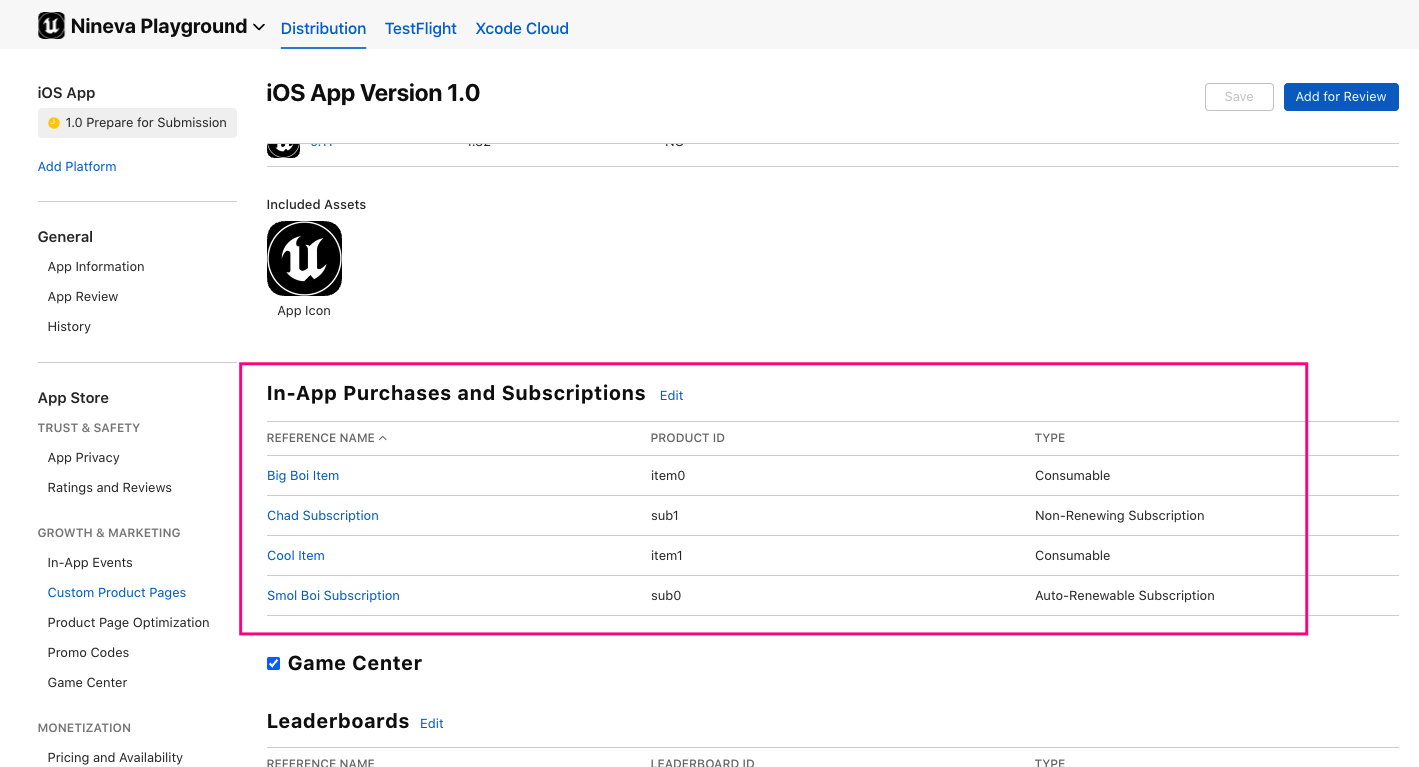 Nineva Playground
Distribution TestFlight Xcode Cloud
iOS App
1.0 Prepare for Submission
Add Platform
General
App Information
App Review
History
App Store
TRUST & SAFETY
App Privacy
Ratings and Reviews
GROWTH & MARKETING
In-App Events
Custom Product Pages
Product Page Optimization
Promo Codes
Game Center
MONETIZATION
Pricing and Availability
iOS App Version 1.0
Save
Add for Review
Included Assets
App Icon
In-App Purchases and Subscriptions Edit
REFERENCE NAME PRODUCT ID TYPE
Big Boi Item item0 Consumable
Chad Subscription sub1 Non-Renewing Subscription
Cool Item item1 Consumable
Smol Boi Subscription sub0 Auto-Renewable Subscription
Game Center
Leaderboards Edit
REFERENCE NAME LEADERBOARD ID TYPE